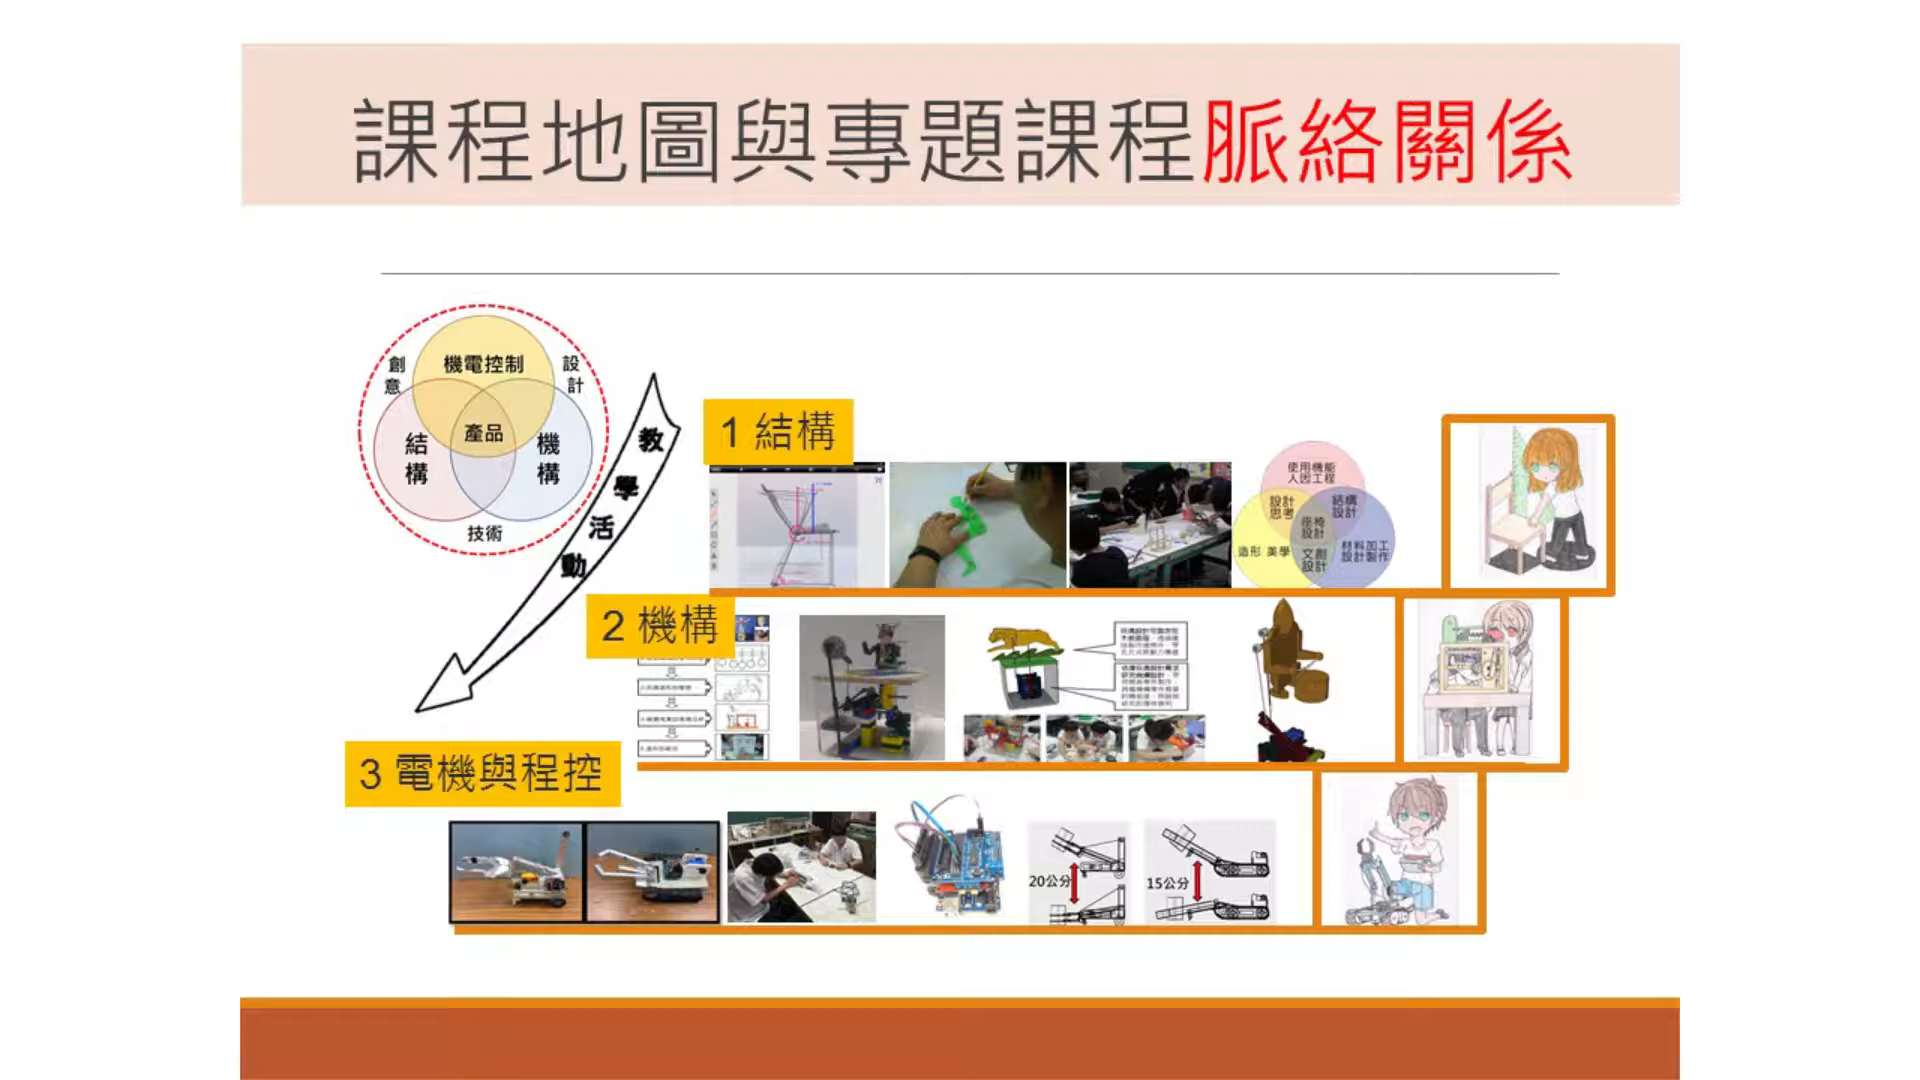 課程地圖與專題課程脈絡關係
機電控制
創意
設計
產品
結構
機構
技術
教學活動
1 結構
使用機能
人因工程
設計
思考
結構
設計
座椅
設計
造形 美學
文創
設計
材料加工
設計製作
2 機構
3 電機與程控
20公分
15公分